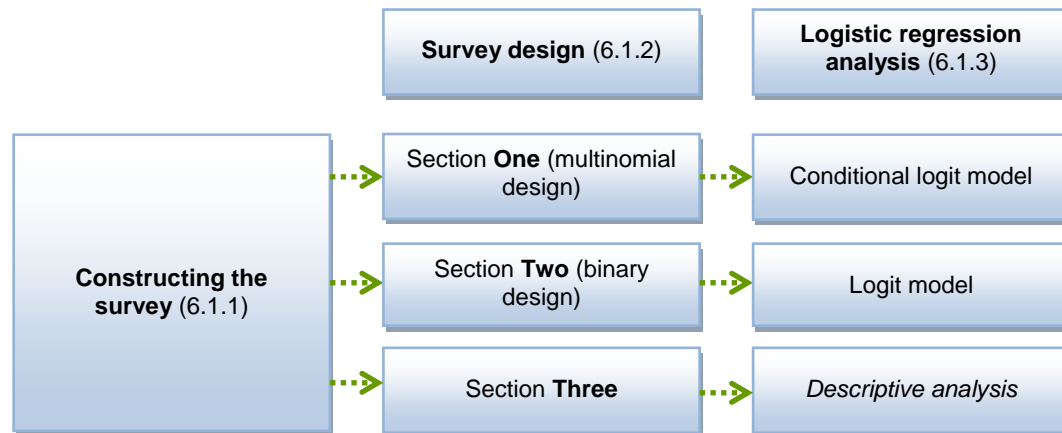 Survey design (6.1.2)
Logistic regression
analysis (6.1.3)
Constructing the
survey (6.1.1)
Section One (multinomial
design)
Conditional logit model
Section Two (binary
design)
Logit model
Section Three
Descriptive analysis